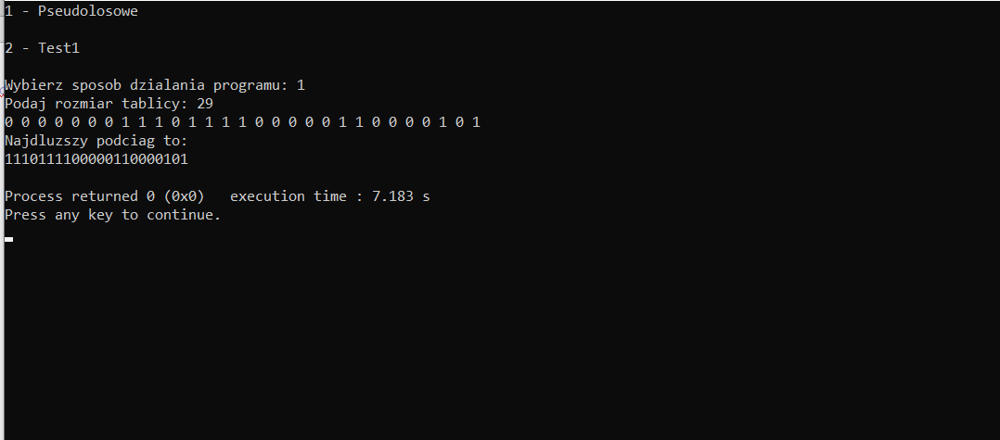 1 - Pseudolosowe
2 - Test1
Wybierz sposob dzialania programu: 1
Podaj rozmiar tablicy: 29
0 0 0 0 0 0 0 1 1 1 0 1 1 1 1 0 0 0 0 0 1 1 0 0 0 0 1 0 1
Najdluzszy podciag to:
1110111100000110000101
Process returned 0 (0x0)   execution time : 7.183 s
Press any key to continue.